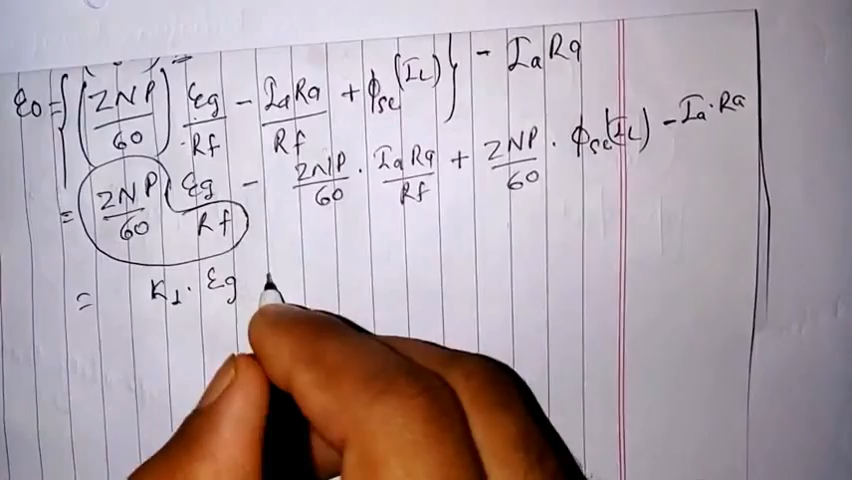 Eo = { (ZNP/60) Eg/Rf - IaRa/Rf + ϕse(IL) } - IaRa
= ZNP/60 · Eg/Rf - ZNP/60 · IaRa/Rf + ZNP/60 · ϕse(IL) - Ia·Ra
= K1· Eg